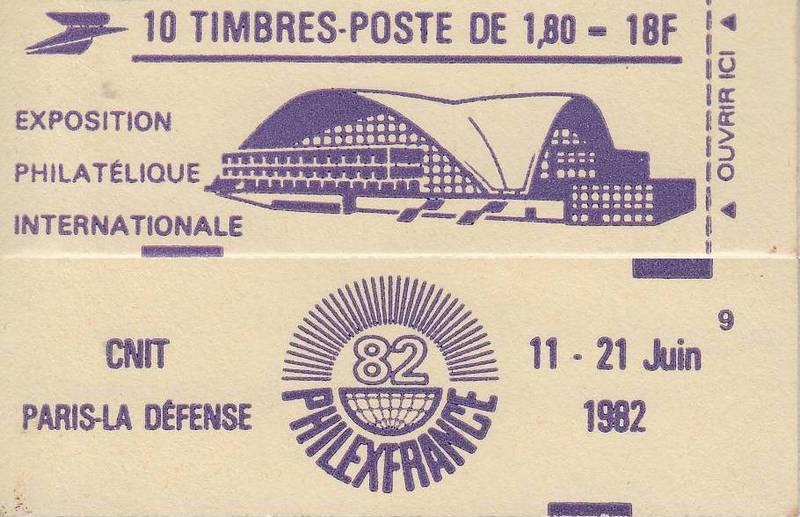 10 TIMBRES-POSTE DE 1,80 = 18F
EXPOSITION
PHILATÉLIQUE
INTERNATIONALE
OUVRIR ICI
9
CNIT
PARIS-LA DÉFENSE
82
PHILEXFRANCE
11 - 21 Juin
1982